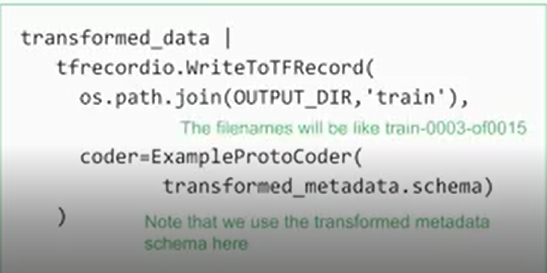 transformed_data |
tfrecordio.WriteToTFRecord(
os.path.join(OUTPUT_DIR,'train'),
The filenames will be like train-0003-of0015
coder=ExampleProtoCoder(
transformed_metadata.schema)
)
Note that we use the transformed metadata
schema here